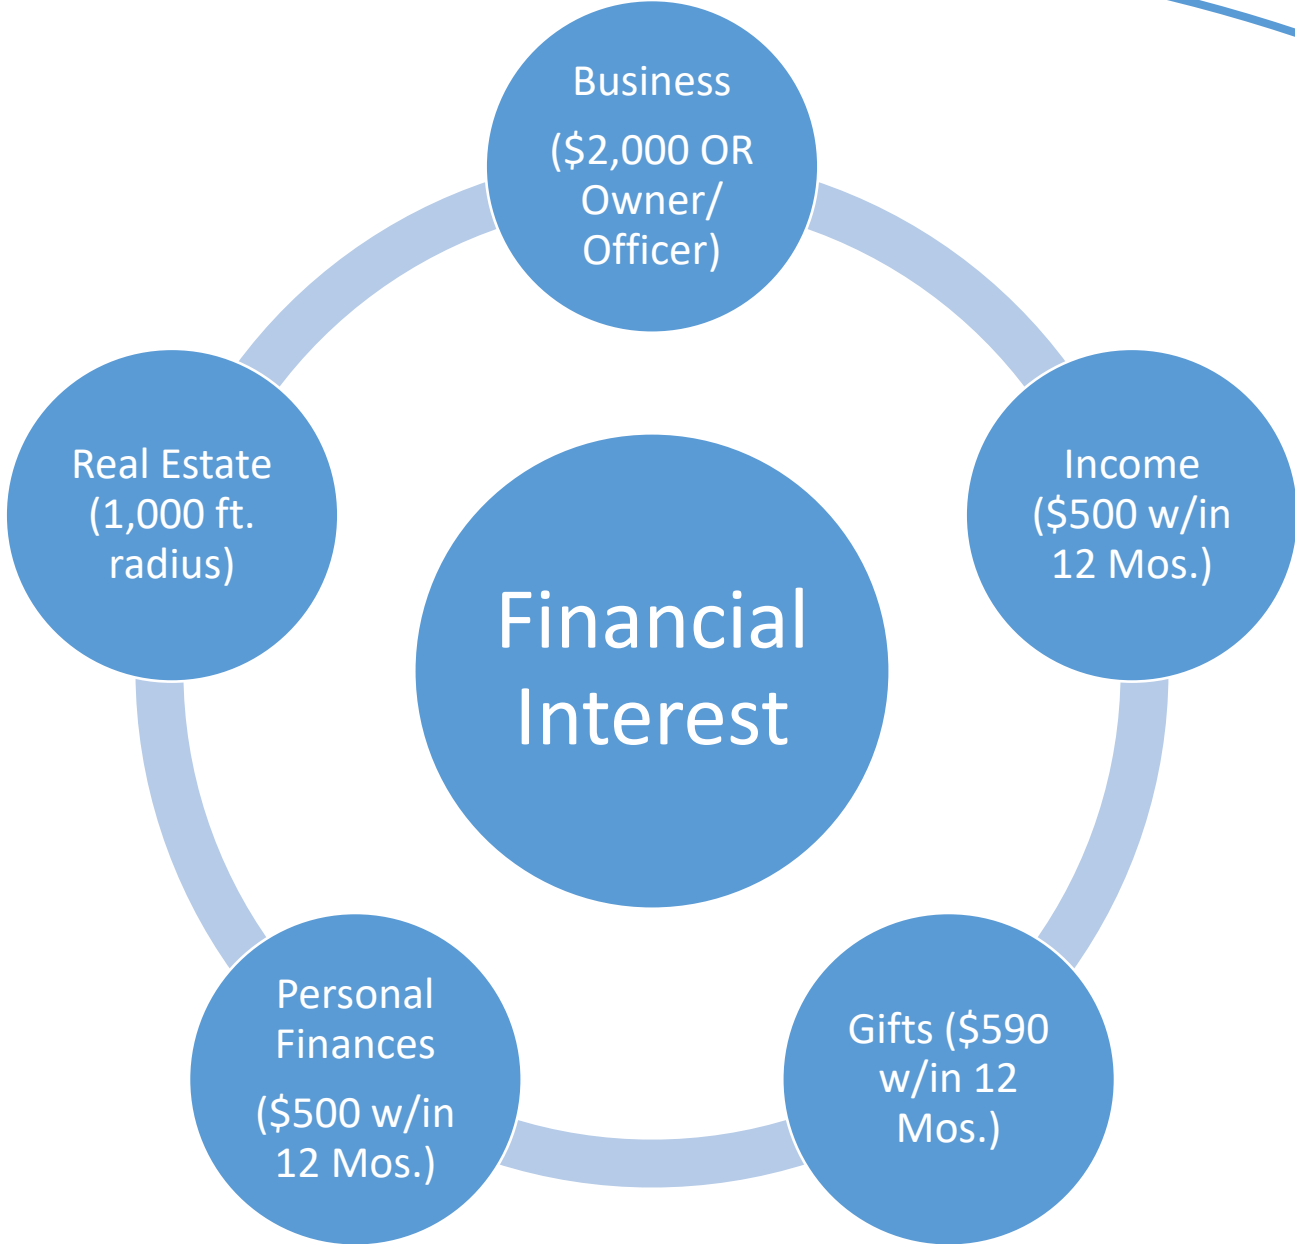 Business
($2,000 OR
Owner/
Officer)
Income
($500 w/in
12 Mos.)
Gifts ($590
w/in 12
Mos.)
Personal
Finances
($500 w/in
12 Mos.)
Real Estate
(1,000 ft.
radius)
Financial
Interest